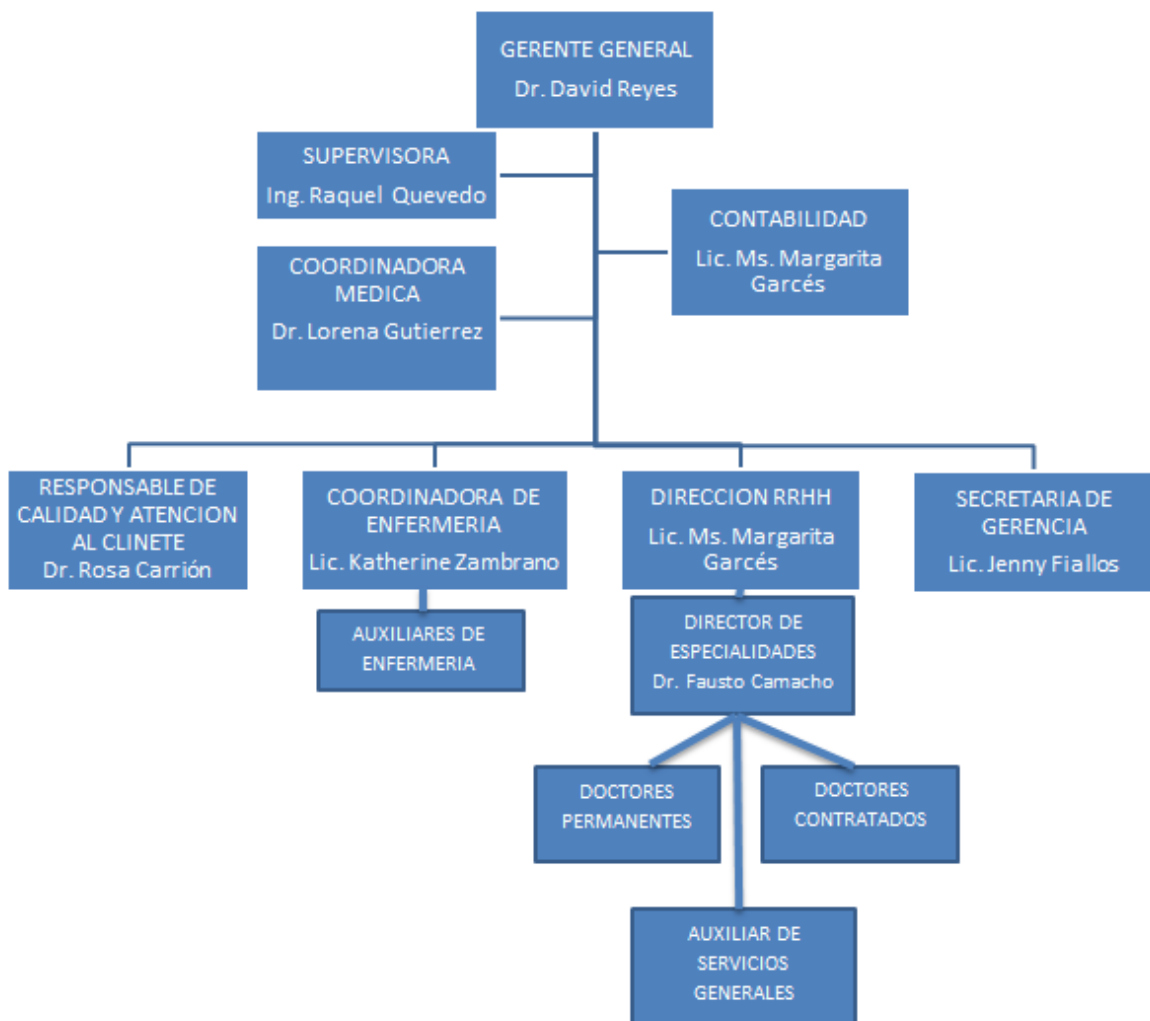 GERENTE GENERAL
Dr. David Reyes
SUPERVISORA
Ing. Raquel Quevedo
CONTABILIDAD
Lic. Ms. Margarita
Garcés
COORDINADORA
MEDICA
Dr. Lorena Gutierrez
RESPONSABLE DE
CALIDAD Y ATENCION
AL CLINETE
Dr. Rosa Carrión
COORDINADORA DE
ENFERMERIA
Lic. Katherine Zambrano
DIRECCION RRHH
Lic. Ms. Margarita
Garcés
SECRETARIA DE
GERENCIA
Lic. Jenny Fiallos
AUXILIARES DE
ENFERMERIA
DIRECTOR DE
ESPECIALIDADES
Dr. Fausto Camacho
DOCTORES
PERMANENTES
DOCTORES
CONTRATADOS
AUXILIAR DE
SERVICIOS
GENERALES